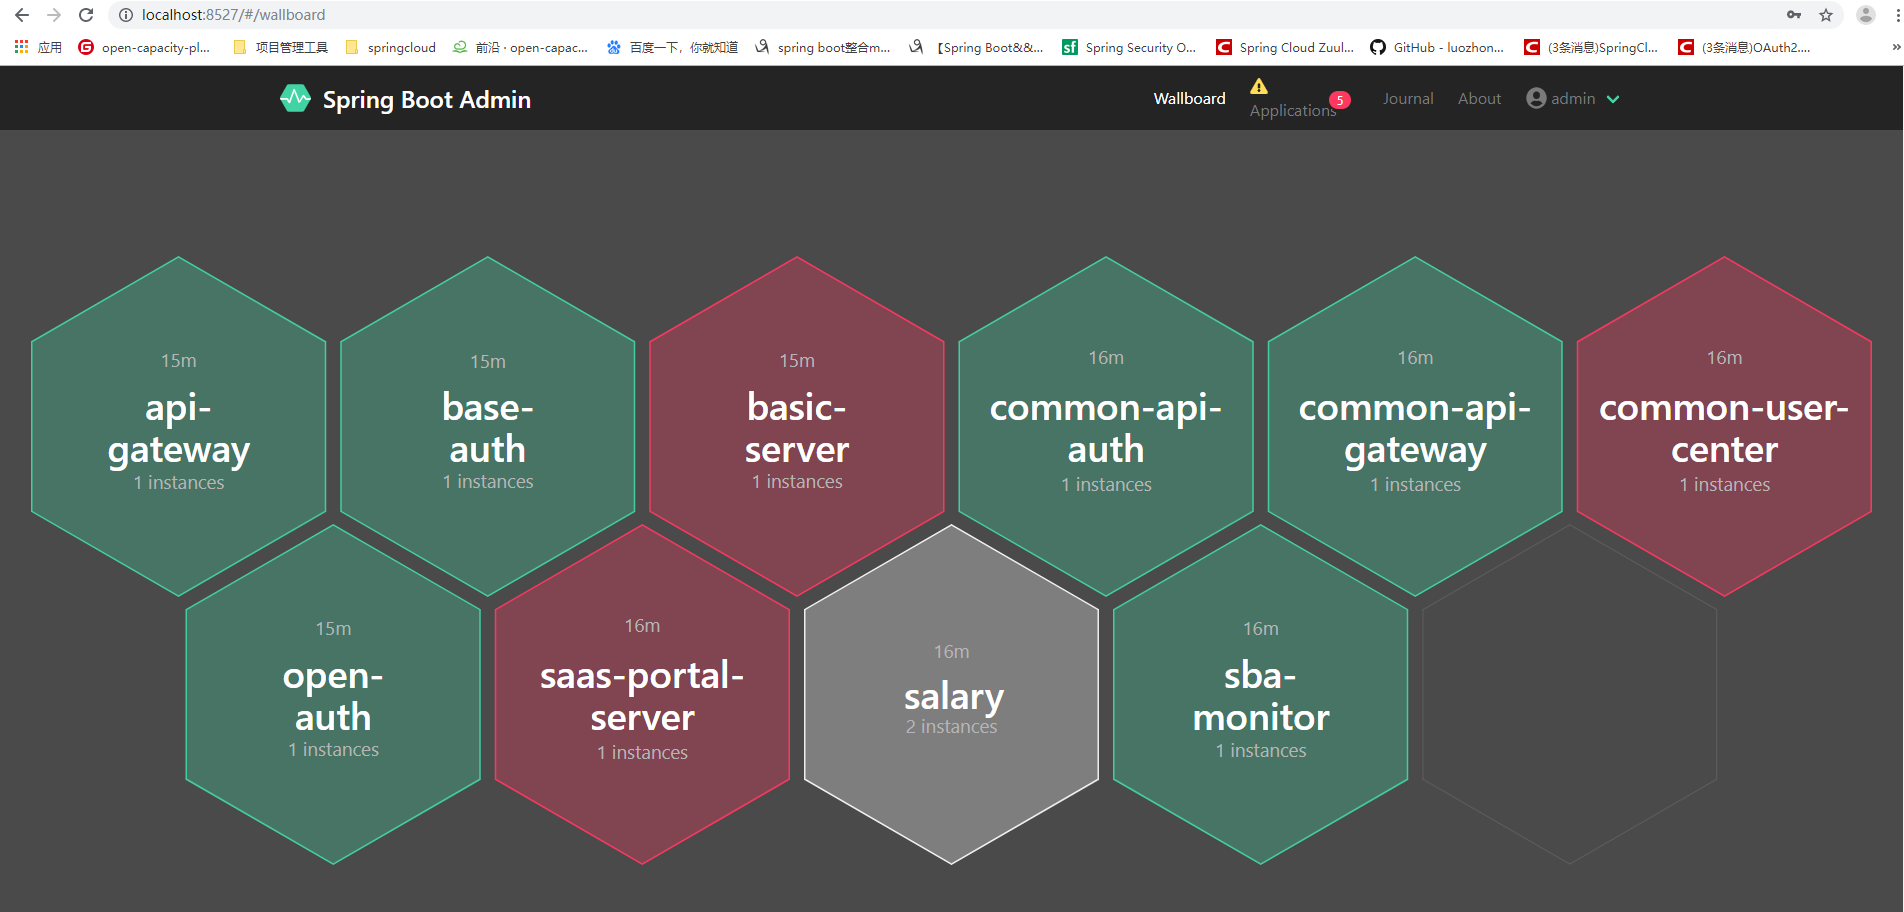 localhost:8527/#/wallboard
应用 open-capacity-pl... 项目管理工具 springcloud 前沿 · open-capac... 百度一下，你就知道 spring boot整合m... 【Spring Boot&&... Spring Security O... Spring Cloud Zuul... GitHub - luozhon... (3条消息)SpringCl... (3条消息)OAuth2.... »
Spring Boot Admin
Wallboard
Applications 5
Journal
About
admin
15m
api-
gateway
1 instances
15m
base-
auth
1 instances
15m
basic-
server
1 instances
16m
common-api-
auth
1 instances
16m
common-api-
gateway
1 instances
16m
common-user-
center
1 instances
15m
open-
auth
1 instances
16m
saas-portal-
server
1 instances
16m
salary
2 instances
16m
sba-
monitor
1 instances